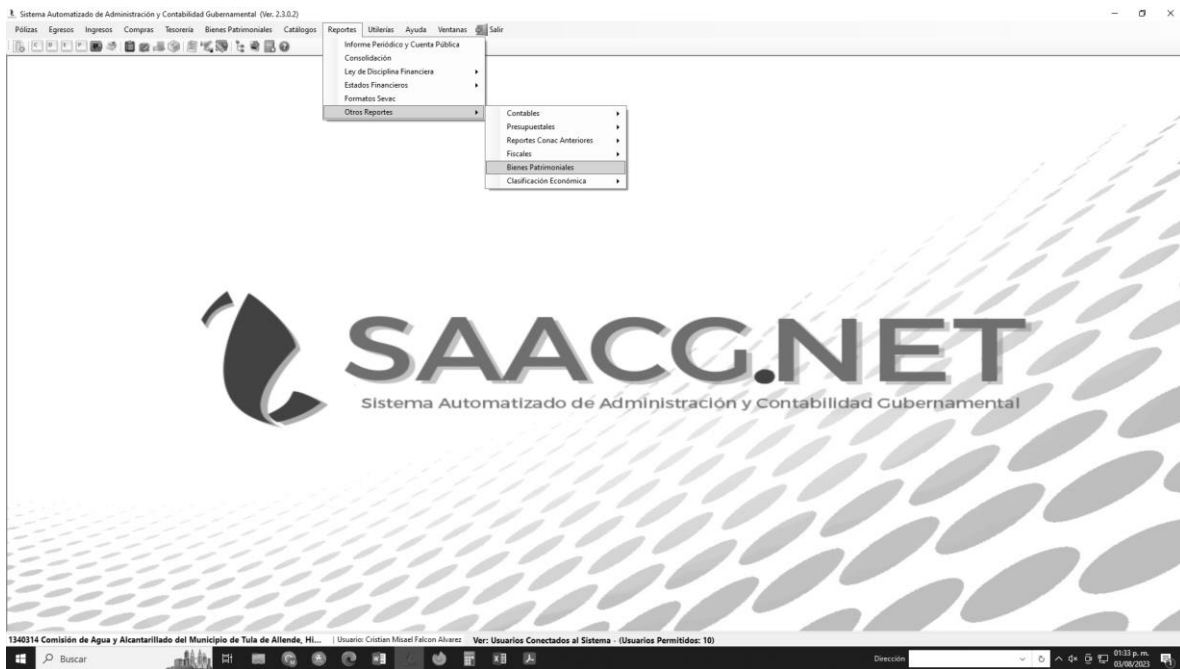 Sistema Automatizado de Administración y Contabilidad Gubernamental (Ver. 2.3.0.2)
Pólizas Egresos Ingresos Compras Tesorería Bienes Patrimoniales Catálogos Reportes Utilerías Ayuda Ventanas Salir
Informe Periódico y Cuenta Pública
Consolidación
Ley de Disciplina Financiera
Estados Financieros
Formatos Sevac
Otros Reportes
Contables
Presupuestales
Reportes Conac Anteriores
Fiscales
Bienes Patrimoniales
Clasificación Económica
SAACG.NET
Sistema Automatizado de Administración y Contabilidad Gubernamental
1340314 Comisión de Agua y Alcantarillado del Municipio de Tula de Allende, Hi... | Usuario: Cristian Misael Falcon Alvarez Ver: Usuarios Conectados al Sistema - (Usuarios Permitidos: 10)
Buscar
Dirección
01:33 p. m.
03/08/2023